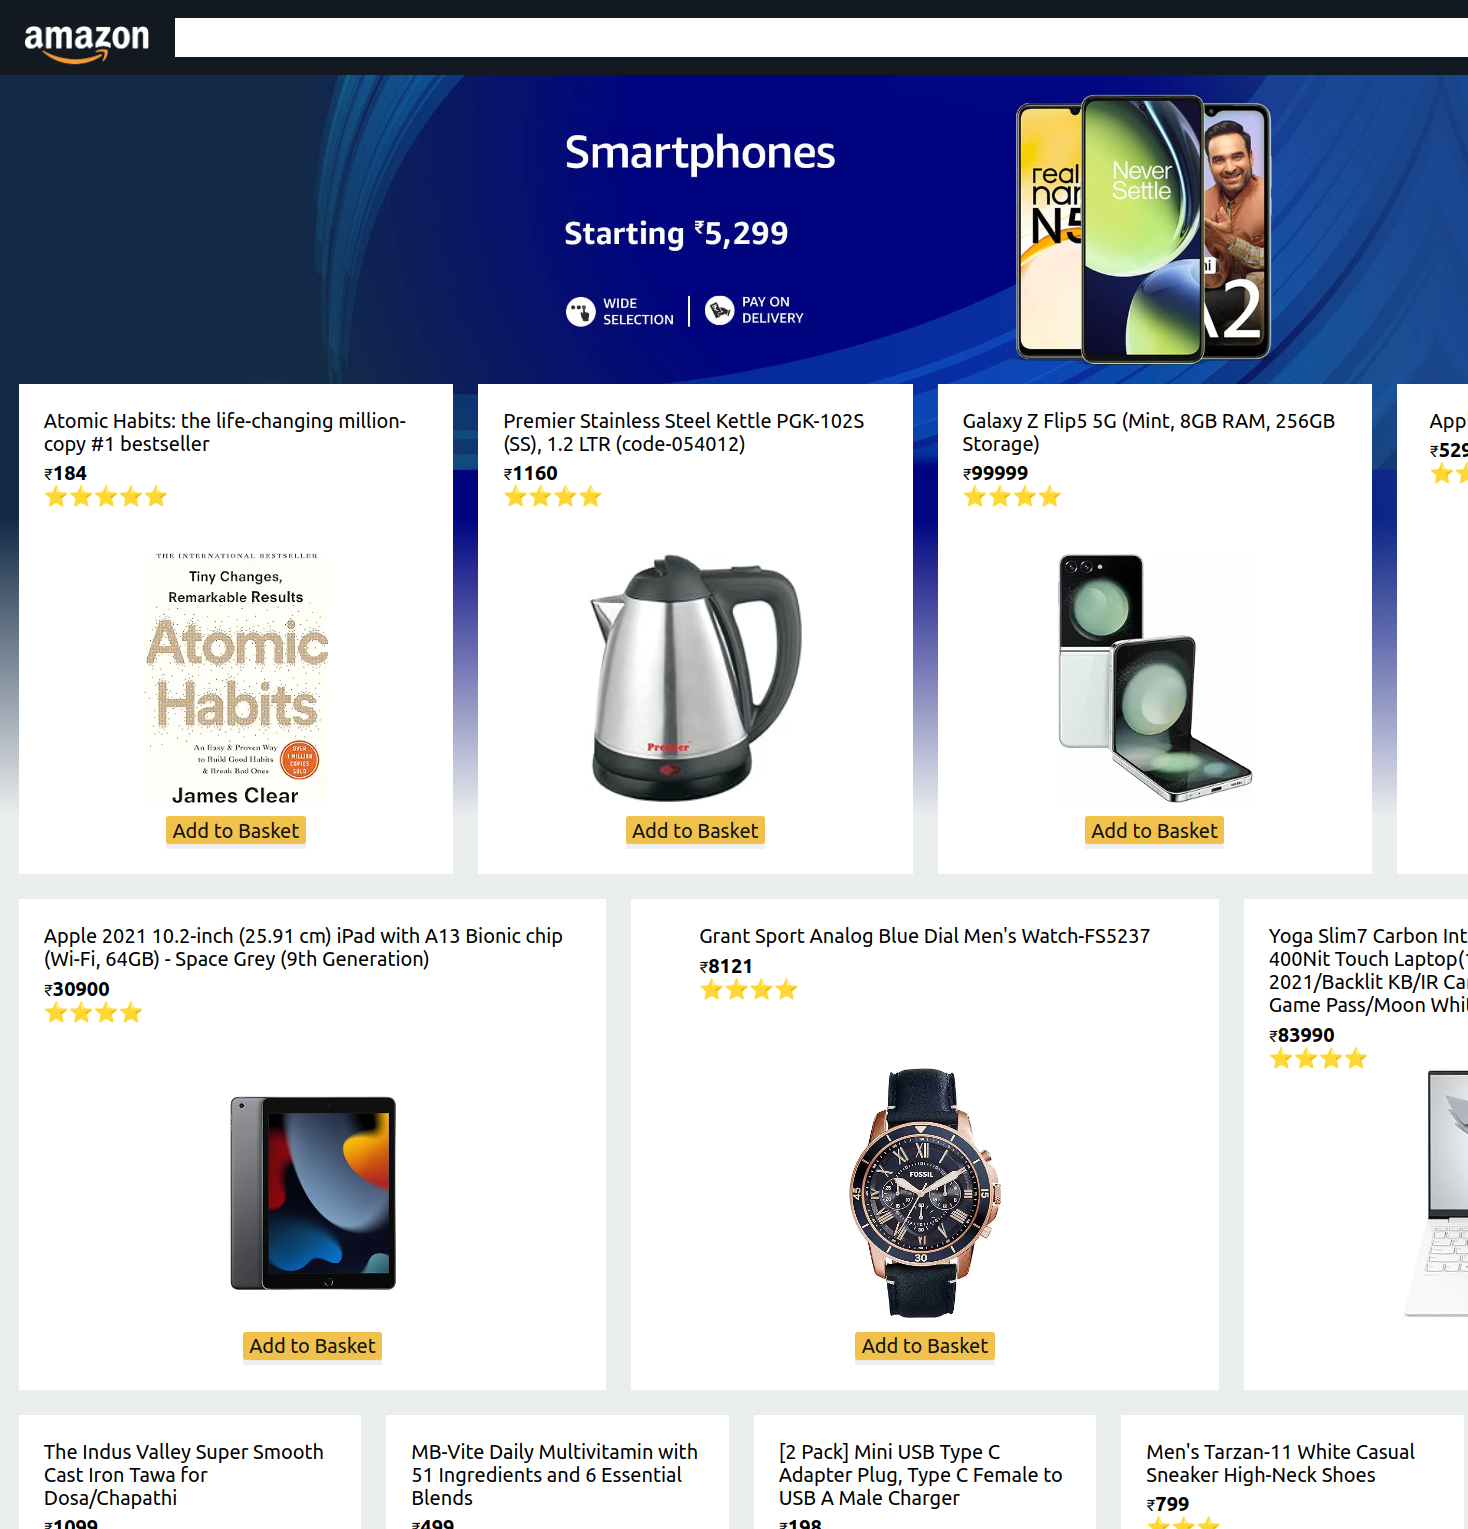 amazon
Smartphones
Starting ₹5,299
WIDE SELECTION
PAY ON DELIVERY
real
nar
N5
Never
Settle
A2
Atomic Habits: the life-changing million-
copy #1 bestseller
₹184
THE INTERNATIONAL BESTSELLER
Tiny Changes,
Remarkable Results
Atomic
Habits
An Easy & Proven Way
to Build Good Habits
& Break Bad Ones
OVER
1 MILLION
COPIES
SOLD
James Clear
Add to Basket
Premier Stainless Steel Kettle PGK-102S
(SS), 1.2 LTR (code-054012)
₹1160
Premier
Add to Basket
Galaxy Z Flip5 5G (Mint, 8GB RAM, 256GB
Storage)
₹99999
Add to Basket
App
₹529
Apple 2021 10.2-inch (25.91 cm) iPad with A13 Bionic chip
(Wi-Fi, 64GB) - Space Grey (9th Generation)
₹30900
Add to Basket
Grant Sport Analog Blue Dial Men's Watch-FS5237
₹8121
FOSSIL
45
15
30
Add to Basket
Yoga Slim7 Carbon Int
400Nit Touch Laptop(
2021/Backlit KB/IR Ca
Game Pass/Moon Whit
₹83990
The Indus Valley Super Smooth
Cast Iron Tawa for
Dosa/Chapathi
₹1099
MB-Vite Daily Multivitamin with
51 Ingredients and 6 Essential
Blends
₹499
[2 Pack] Mini USB Type C
Adapter Plug, Type C Female to
USB A Male Charger
₹198
Men's Tarzan-11 White Casual
Sneaker High-Neck Shoes
₹799